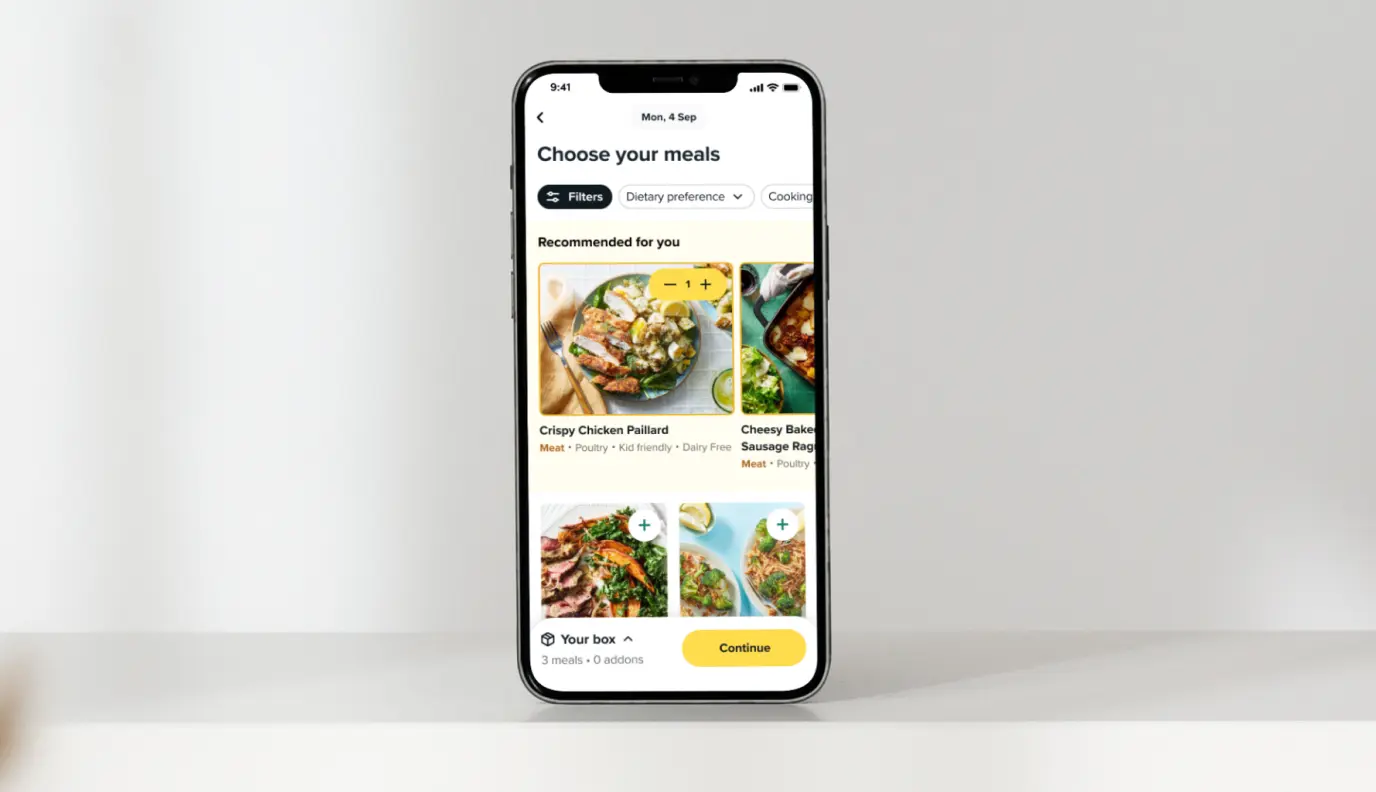 9:41
Mon, 4 Sep
Choose your meals
Filters
Dietary preference
Cooking
Recommended for you
1
Crispy Chicken Paillard
Meat • Poultry • Kid friendly • Dairy Free
Cheesy Bake
Sausage Rag
Meat • Poultry •
Your box
3 meals • 0 addons
Continue